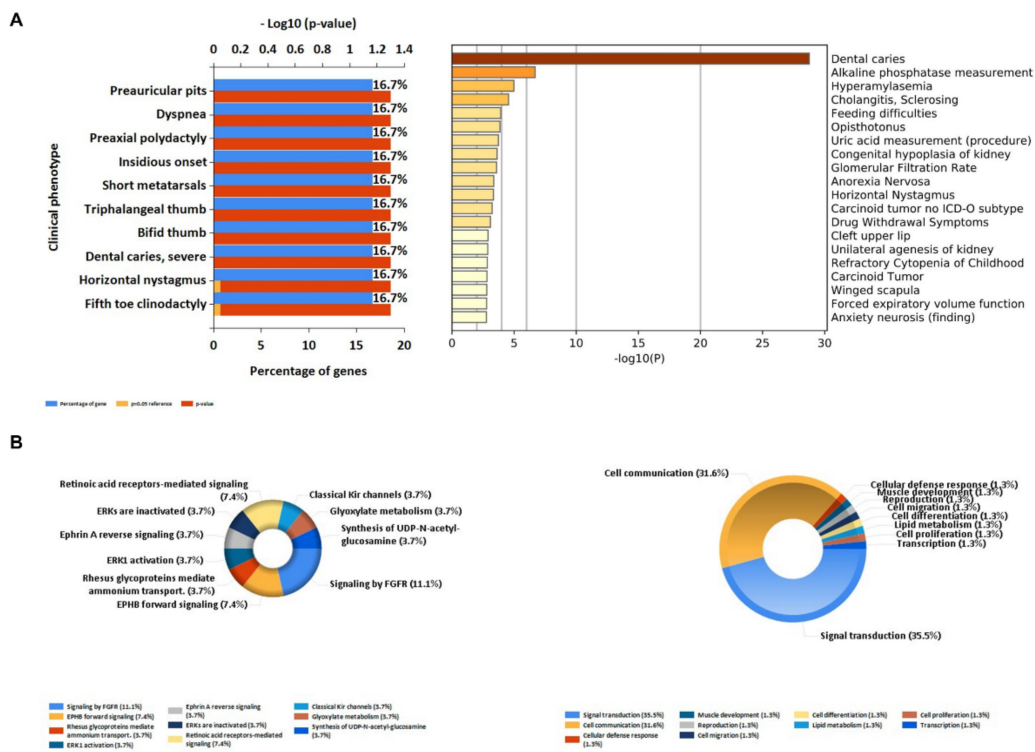 A
- Log10 (p-value)
0 0.2 0.4 0.6 0.8 1 1.2 1.4
Clinical phenotype
Preauricular pits 16.7%
Dyspnea 16.7%
Preaxial polydactyly 16.7%
Insidious onset 16.7%
Short metatarsals 16.7%
Triphalangeal thumb 16.7%
Bifid thumb 16.7%
Dental caries, severe 16.7%
Horizontal nystagmus 16.7%
Fifth toe clinodactyly 16.7%
0 5 10 15 20
Percentage of genes
Percentage of gene p=0.05 reference p-value
Dental caries
Alkaline phosphatase measurement
Hyperamylasemia
Cholangitis, Sclerosing
Feeding difficulties
Opisthotonus
Uric acid measurement (procedure)
Congenital hypoplasia of kidney
Glomerular Filtration Rate
Anorexia Nervosa
Horizontal Nystagmus
Carcinoid tumor no ICD-O subtype
Drug Withdrawal Symptoms
Cleft upper lip
Unilateral agenesis of kidney
Refractory Cytopenia of Childhood
Carcinoid Tumor
Winged scapula
Forced expiratory volume function
Anxiety neurosis (finding)
0 5 10 15 20 25 30
-log10(P)
B
Retinoic acid receptors-mediated signaling
(7.4%)
ERKs are inactivated (3.7%)
Ephrin A reverse signaling (3.7%)
ERK1 activation (3.7%)
Rhesus glycoproteins mediate
ammonium transport. (3.7%)
EPHB forward signaling (7.4%)
Classical Kir channels (3.7%)
Glyoxylate metabolism (3.7%)
Synthesis of UDP-N-acetyl-
glucosamine (3.7%)
Signaling by FGFR (11.1%)
Signaling by FGFR (11.1%)
EPHB forward signaling (7.4%)
Rhesus glycoproteins mediate
ammonium transport. (3.7%)
ERK1 activation (3.7%)
Ephrin A reverse signaling
(3.7%)
ERKs are inactivated (3.7%)
Retinoic acid receptors-mediated
signaling (7.4%)
Classical Kir channels (3.7%)
Glyoxylate metabolism (3.7%)
Synthesis of UDP-N-acetyl-glucosamine
(3.7%)
Cell communication (31.6%)
Cellular defense response (1.3%)
Muscle development (1.3%)
Reproduction (1.3%)
Cell migration (1.3%)
Cell differentiation (1.3%)
Lipid metabolism (1.3%)
Cell proliferation (1.3%)
Transcription (1.3%)
Signal transduction (35.5%)
Signal transduction (35.5%)
Cell communication (31.6%)
Cellular defense response
(1.3%)
Muscle development (1.3%)
Reproduction (1.3%)
Cell migration (1.3%)
Cell differentiation (1.3%)
Lipid metabolism (1.3%)
Cell proliferation (1.3%)
Transcription (1.3%)